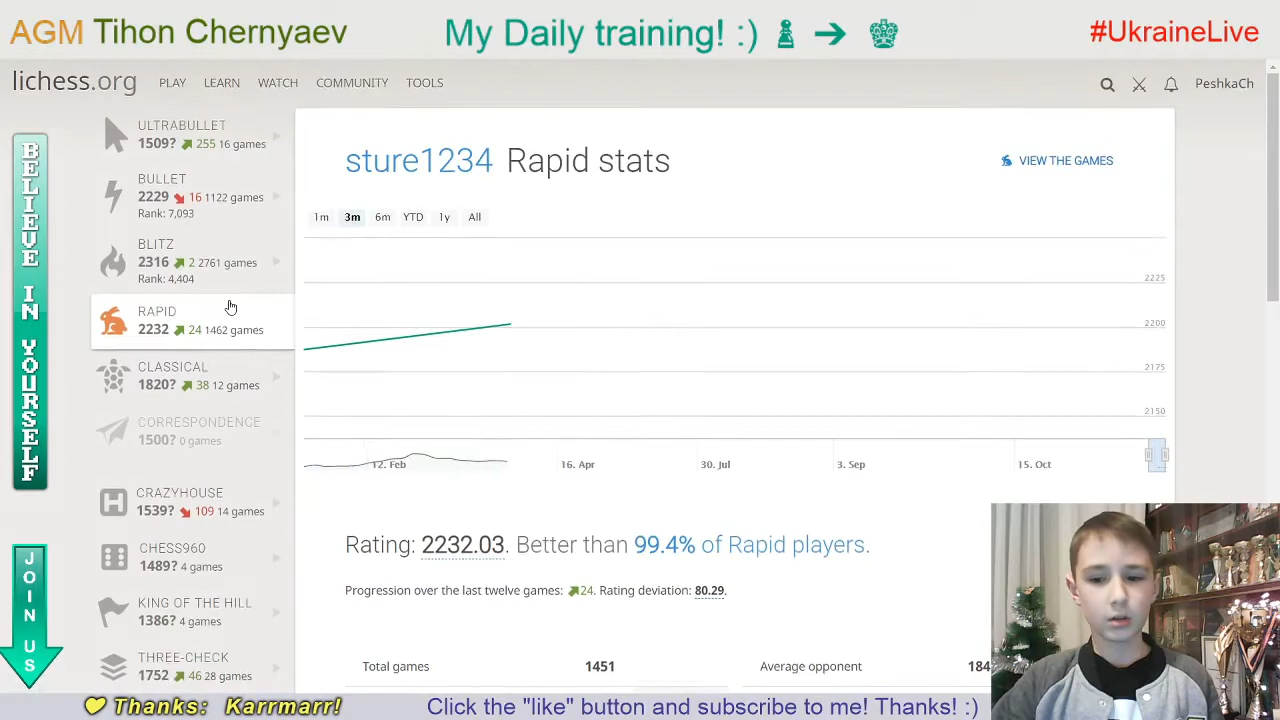 AGM Tihon Chernyaev
My Daily training! :)
#UkraineLive
lichess.org
PLAY
LEARN
WATCH
COMMUNITY
TOOLS
PeshkaCh
BELIEVE IN YOURSELF
JOIN US
ULTRABULLET
1509? 255 16 games
BULLET
2229 16 1122 games
Rank: 7,093
BLITZ
2316 2 2761 games
Rank: 4,404
RAPID
2232 24 1462 games
CLASSICAL
1820? 38 12 games
CORRESPONDENCE
1500? 0 games
CRAZYHOUSE
1539? 109 14 games
CHESS960
1489? 4 games
KING OF THE HILL
1386? 4 games
THREE-CHECK
1752 46 28 games
sture1234 Rapid stats
VIEW THE GAMES
1m 3m 6m YTD 1y All
2225
2200
2175
2150
12. Feb 16. Apr 30. Jul 3. Sep 15. Oct
Rating: 2232.03. Better than 99.4% of Rapid players.
Progression over the last twelve games: 24. Rating deviation: 80.29.
Total games 1451
Average opponent 184
Thanks: Karrmarr!
Click the "like" button and subscribe to me! Thanks! :)